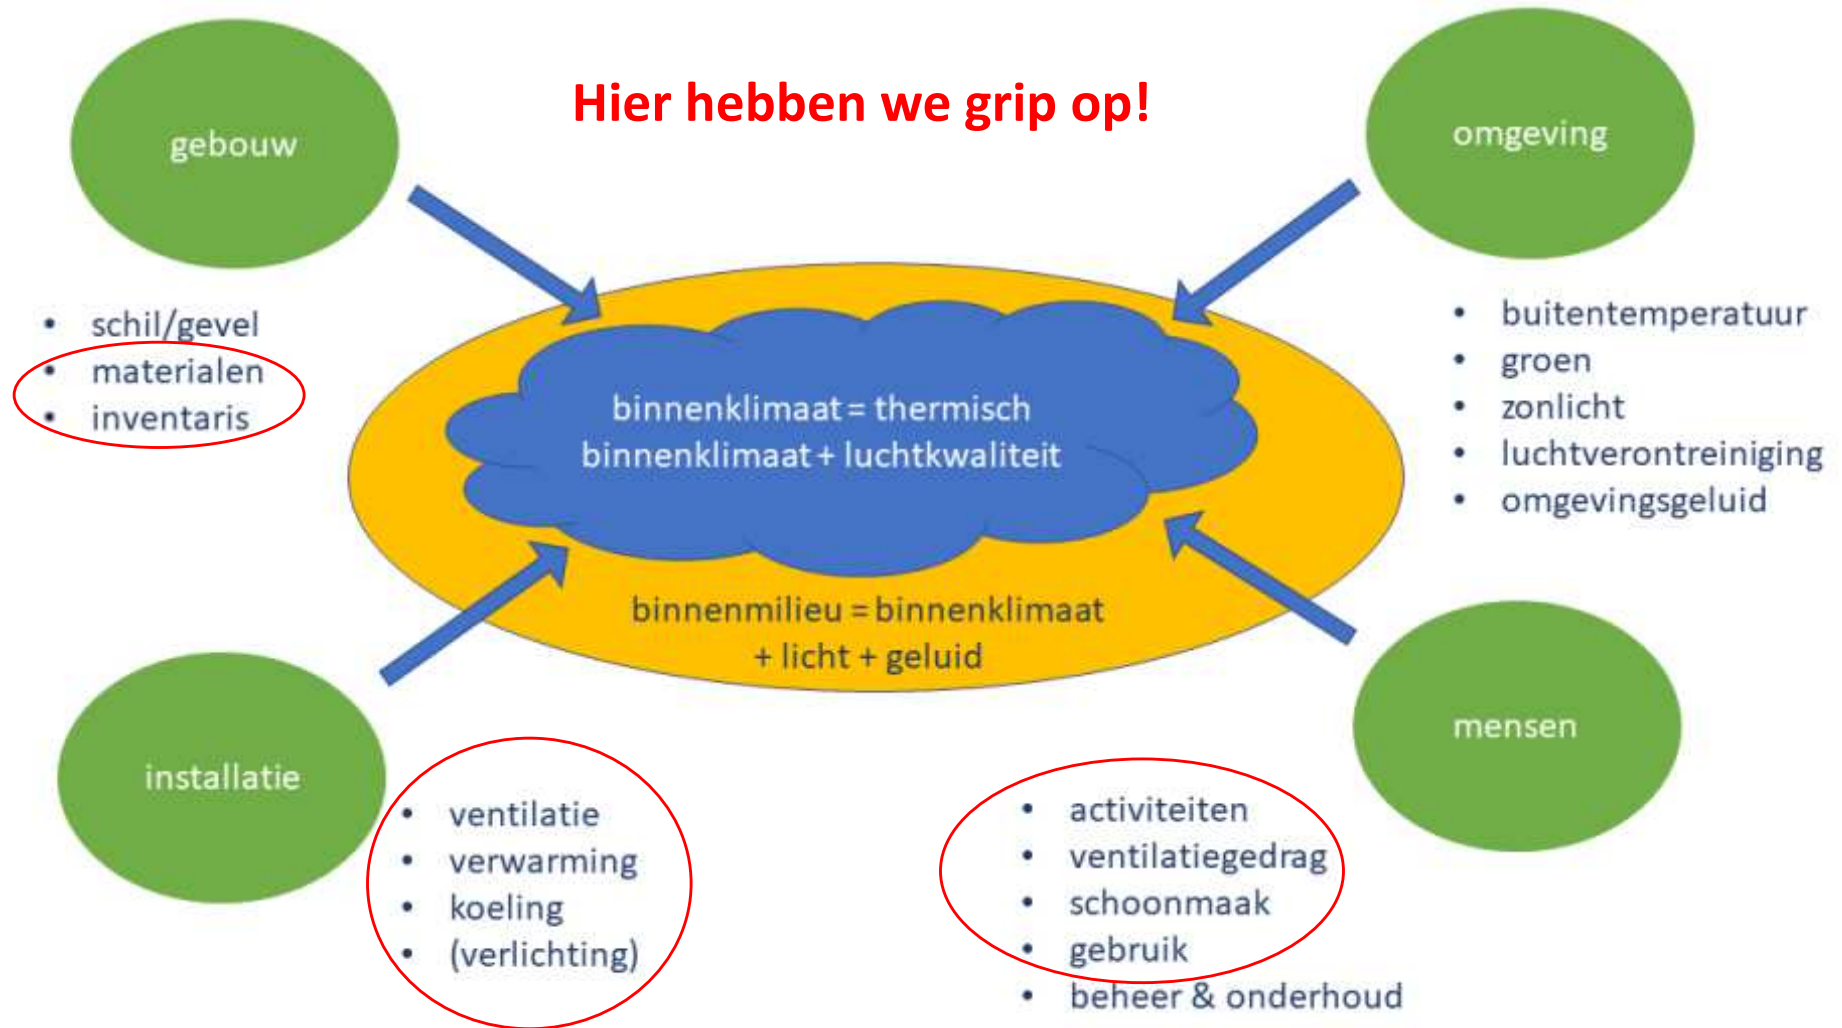 Hier hebben we grip op!
gebouw
• schil/gevel
• materialen
• inventaris
omgeving
• buitentemperatuur
• groen
• zonlicht
• luchtverontreiniging
• omgevingsgeluid
binnenklimaat = thermisch
binnenklimaat + luchtkwaliteit
binnenmilieu = binnenklimaat
+ licht + geluid
installatie
• ventilatie
• verwarming
• koeling
• (verlichting)
mensen
• activiteiten
• ventilatiegedrag
• schoonmaak
• gebruik
• beheer & onderhoud